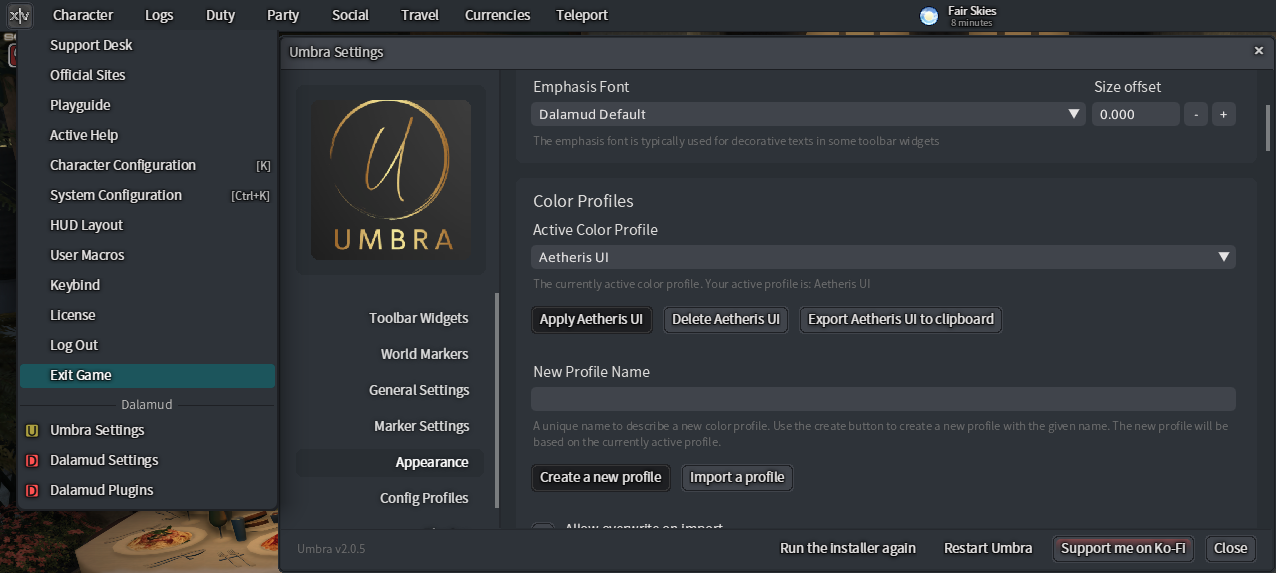 XIV Character Logs Duty Party Social Travel Currencies Teleport
Fair Skies
8 minutes
Support Desk
Official Sites
Playguide
Active Help
Character Configuration [K]
System Configuration [Ctrl+K]
HUD Layout
User Macros
Keybind
License
Log Out
Exit Game
Dalamud
U Umbra Settings
D Dalamud Settings
D Dalamud Plugins
Umbra Settings ×
U
UMBRA
Toolbar Widgets
World Markers
General Settings
Marker Settings
Appearance
Config Profiles
Emphasis Font
Size offset
Dalamud Default ▼
0.000 - +
The emphasis font is typically used for decorative texts in some toolbar widgets
Color Profiles
Active Color Profile
Aetheris UI ▼
The currently active color profile. Your active profile is: Aetheris UI
Apply Aetheris UI Delete Aetheris UI Export Aetheris UI to clipboard
New Profile Name
A unique name to describe a new color profile. Use the create button to create a new profile with the given name. The new profile will be
based on the currently active profile.
Create a new profile Import a profile
Allow overwrite on import
Umbra v2.0.5
Run the installer again Restart Umbra Support me on Ko-Fi Close